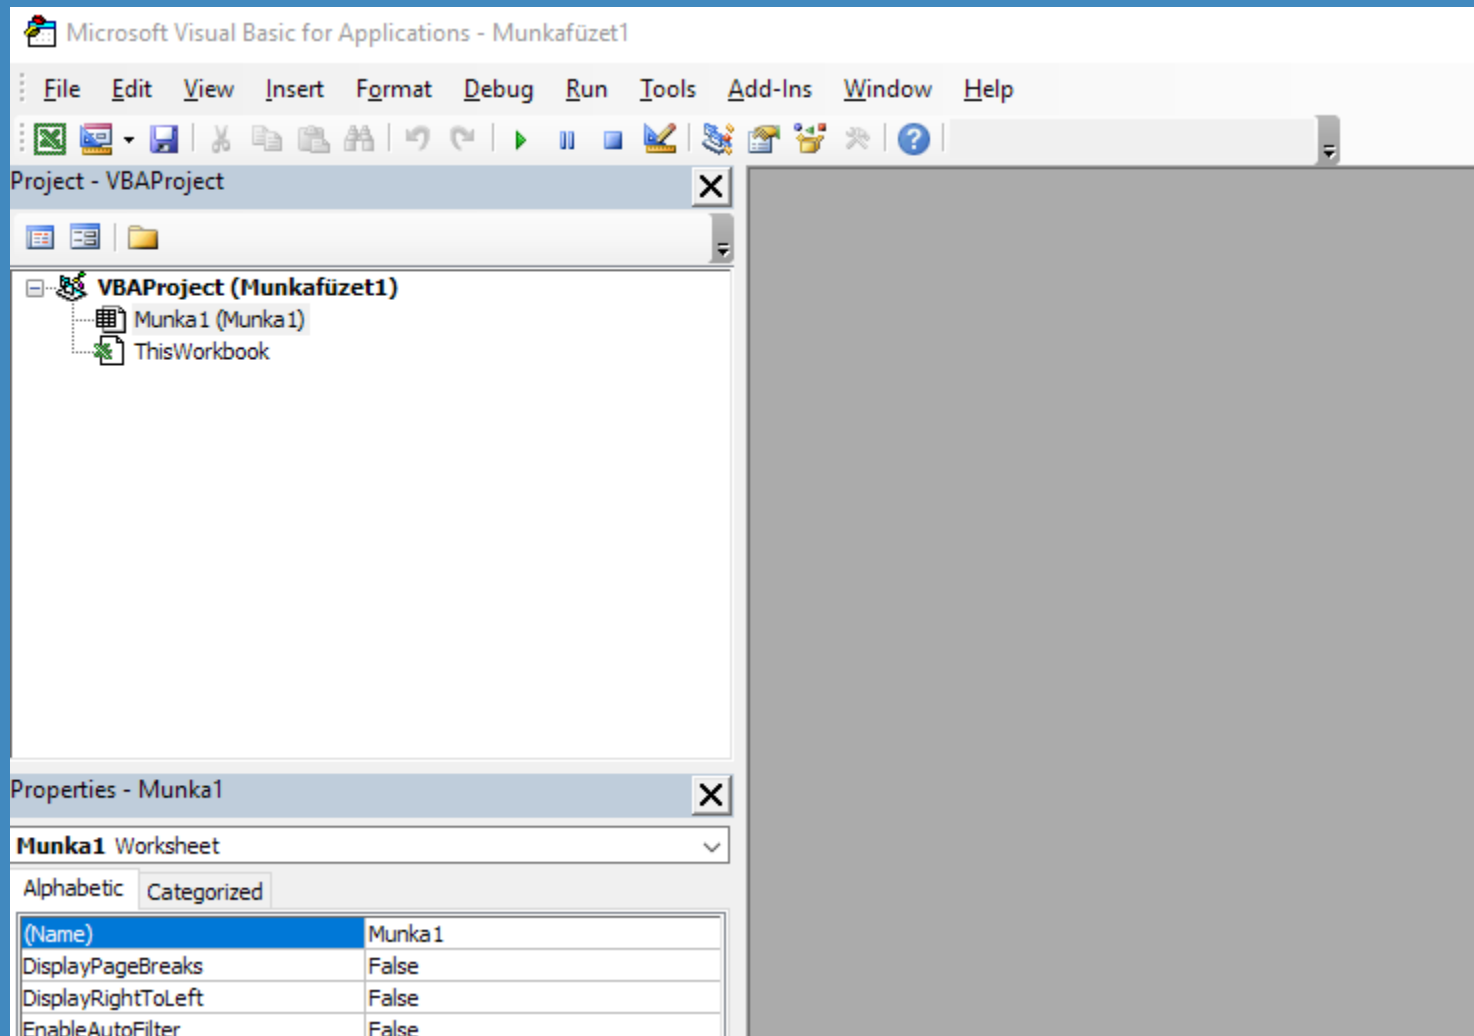 Microsoft Visual Basic for Applications - Munkafüzet1
File Edit View Insert Format Debug Run Tools Add-Ins Window Help
Project - VBAProject
VBAProject (Munkafüzet1)
Munka1 (Munka1)
ThisWorkbook
Properties - Munka1
Munka1 Worksheet
Alphabetic Categorized
(Name) Munka1
DisplayPageBreaks False
DisplayRightToLeft False
EnableAutoFilter False